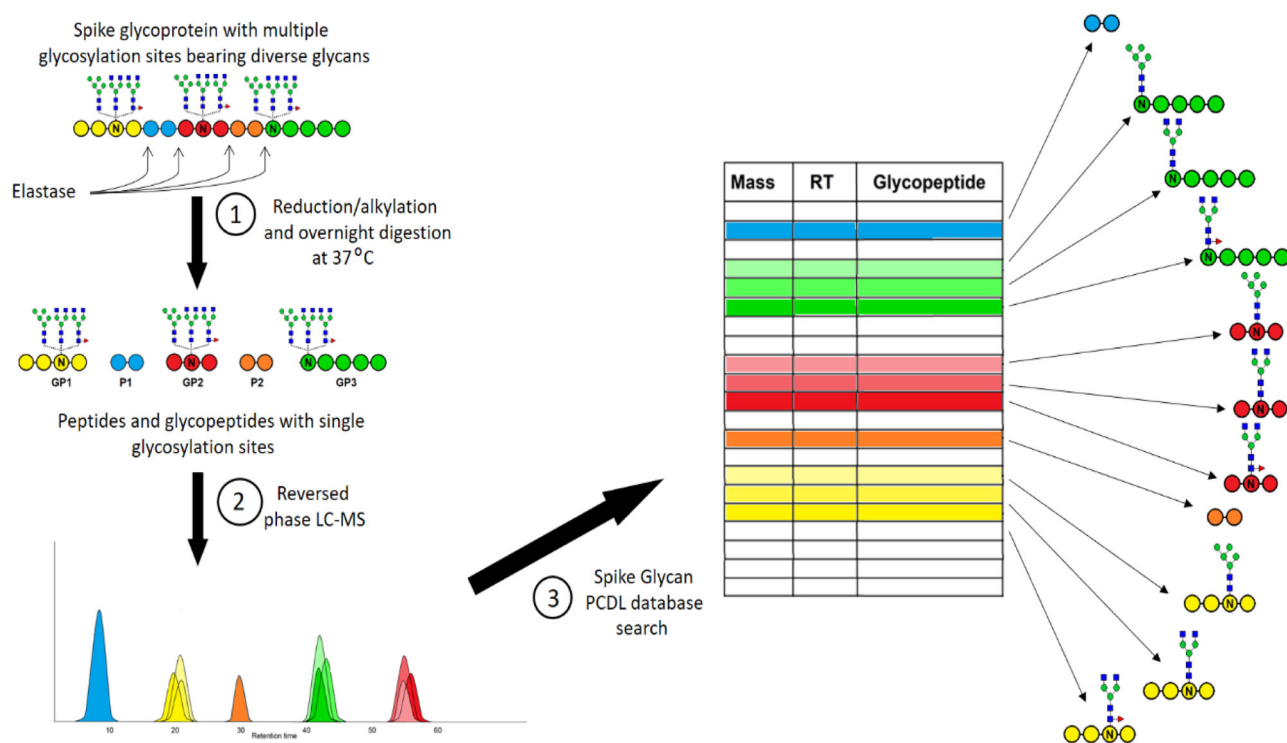 Spike glycoprotein with multiple
glycosylation sites bearing diverse glycans
N N N
Elastase
1
Reduction/alkylation
and overnight digestion
at 37°C
N N N
GP1 P1 GP2 P2 GP3
Peptides and glycopeptides with single
glycosylation sites
2
Reversed
phase LC-MS
10 20 30 40 50 60
Retention time
3
Spike Glycan
PCDL database
search
Mass RT Glycopeptide
N
N
N
N
N
N
N
N
N